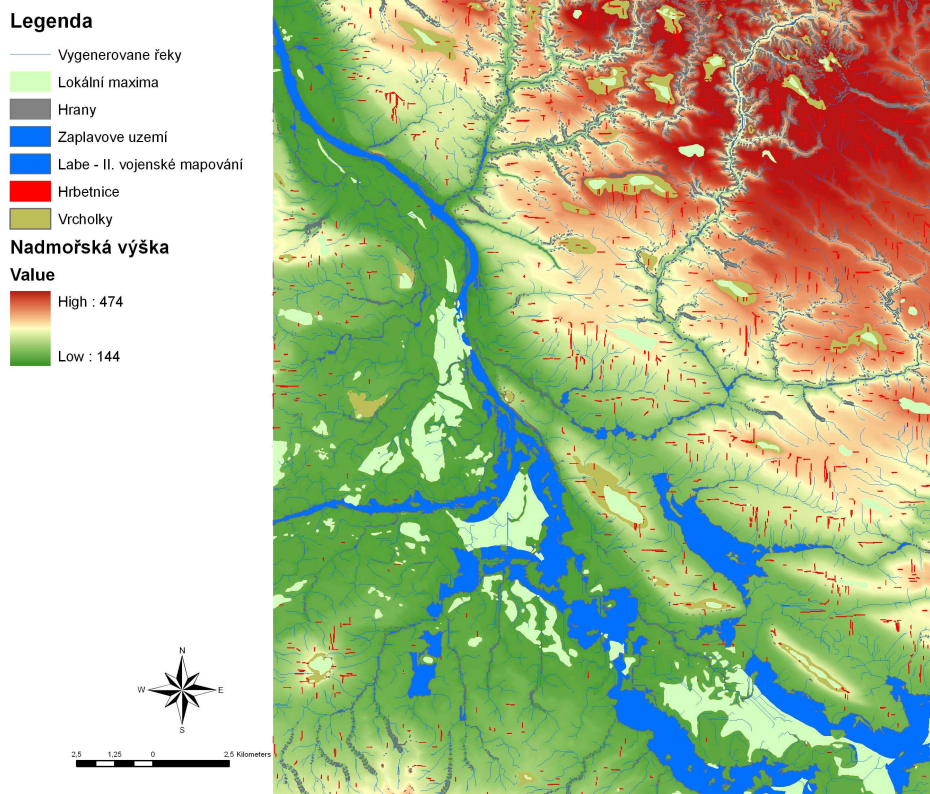 Legenda
Vygenerovane řeky
Lokální maxima
Hrany
Zaplavove uzemí
Labe - II. vojenské mapování
Hrbetnice
Vrcholky
Nadmořská výška
Value
High : 474
Low : 144
N
W E
S
2,5 1,25 0 2,5 Kilometers